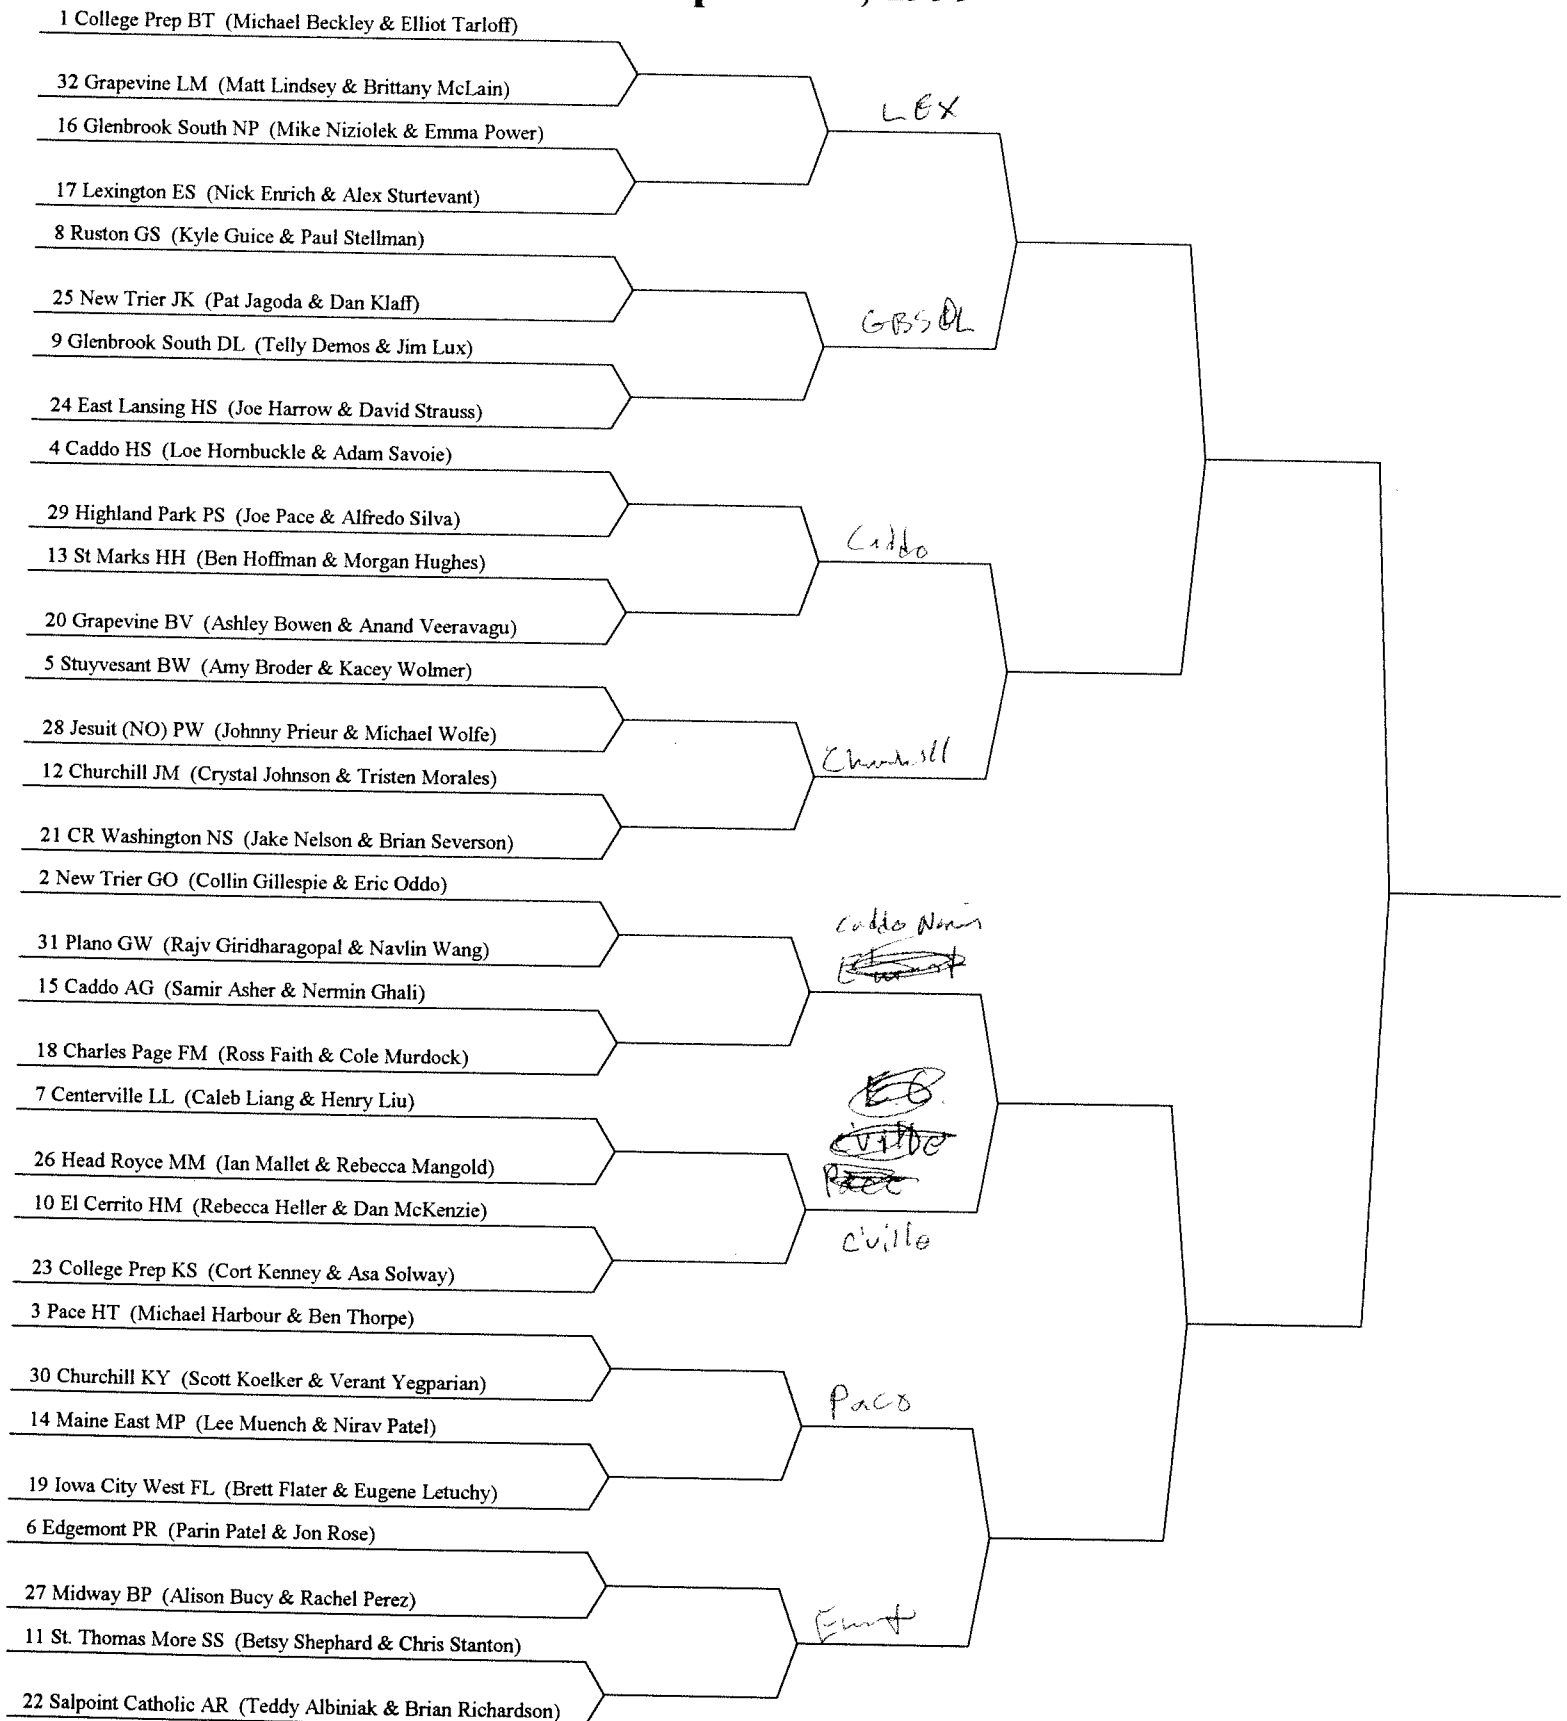 1 College Prep BT (Michael Beckley & Elliot Tarloff)
32 Grapevine LM (Matt Lindsey & Brittany McLain)
LEX
16 Glenbrook South NP (Mike Niziolek & Emma Power)
17 Lexington ES (Nick Enrich & Alex Sturtevant)
8 Ruston GS (Kyle Guice & Paul Stellman)
25 New Trier JK (Pat Jagoda & Dan Klaff)
GBS DL
9 Glenbrook South DL (Telly Demos & Jim Lux)
24 East Lansing HS (Joe Harrow & David Strauss)
4 Caddo HS (Loe Hornbuckle & Adam Savoie)
29 Highland Park PS (Joe Pace & Alfredo Silva)
Caddo
13 St Marks HH (Ben Hoffman & Morgan Hughes)
20 Grapevine BV (Ashley Bowen & Anand Veeravagu)
5 Stuyvesant BW (Amy Broder & Kacey Wolmer)
28 Jesuit (NO) PW (Johnny Prieur & Michael Wolfe)
Churchill
12 Churchill JM (Crystal Johnson & Tristen Morales)
21 CR Washington NS (Jake Nelson & Brian Severson)
2 New Trier GO (Collin Gillespie & Eric Oddo)
Caddo
31 Plano GW (Rajv Giridharagopal & Navlin Wang)
15 Caddo AG (Samir Asher & Nermin Ghali)
18 Charles Page FM (Ross Faith & Cole Murdock)
7 Centerville LL (Caleb Liang & Henry Liu)
C'ville
26 Head Royce MM (Ian Mallet & Rebecca Mangold)
Pace
10 El Cerrito HM (Rebecca Heller & Dan McKenzie)
C'ville
23 College Prep KS (Cort Kenney & Asa Solway)
3 Pace HT (Michael Harbour & Ben Thorpe)
30 Churchill KY (Scott Koelker & Verant Yegparian)
Pace
14 Maine East MP (Lee Muench & Nirav Patel)
19 Iowa City West FL (Brett Flater & Eugene Letuchy)
6 Edgemont PR (Parin Patel & Jon Rose)
27 Midway BP (Alison Bucy & Rachel Perez)
11 St. Thomas More SS (Betsy Shephard & Chris Stanton)
22 Salpoint Catholic AR (Teddy Albiniak & Brian Richardson)